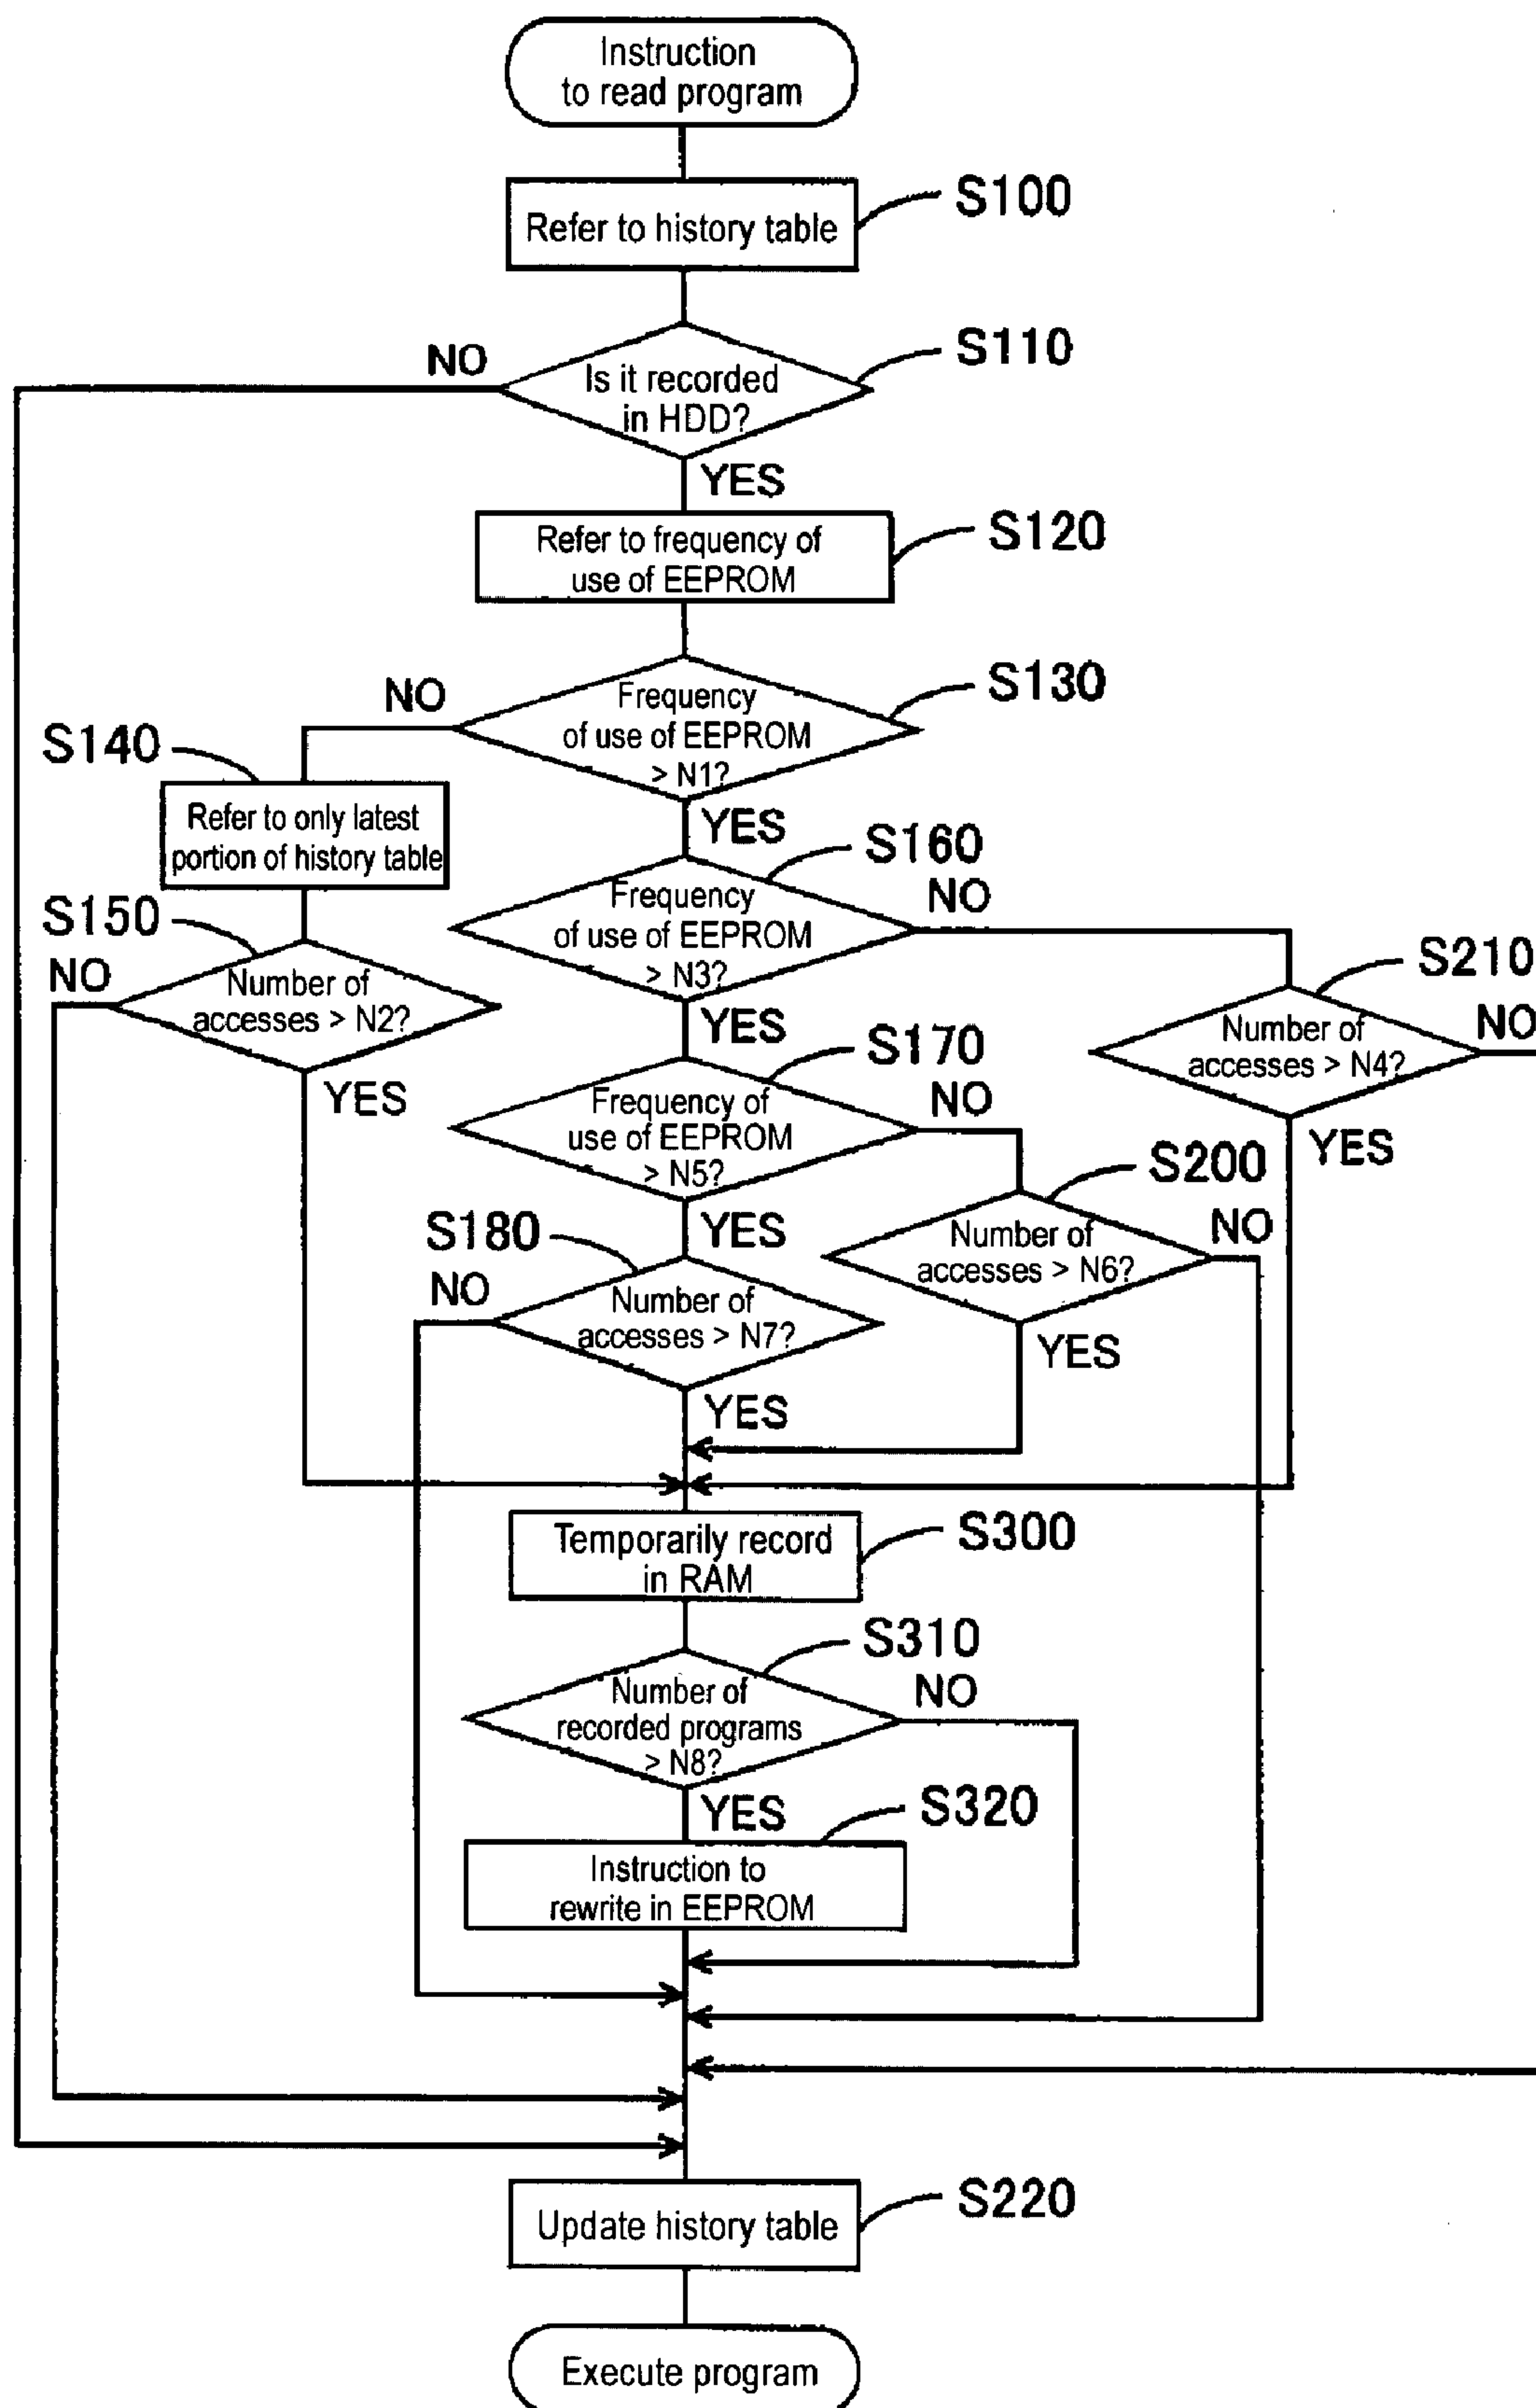 Instruction
to read program
S100
Refer to history table
S110
NO
Is it recorded
in HDD?
YES
S120
Refer to frequency of
use of EEPROM
S130
NO
Frequency
of use of EEPROM
> N1?
S140
YES
Refer to only latest
portion of history table
S160
NO
Frequency
of use of EEPROM
> N3?
S150
NO
Number of
accesses > N2?
YES
S210
NO
Number of
accesses > N4?
YES
YES
S170
NO
Frequency of
use of EEPROM
> N5?
S200
NO
Number of
accesses > N6?
YES
YES
S180
NO
Number of
accesses > N7?
YES
S300
Temporarily record
in RAM
S310
NO
Number of
recorded programs
> N8?
YES
S320
Instruction to
rewrite in EEPROM
S220
Update history table
Execute program